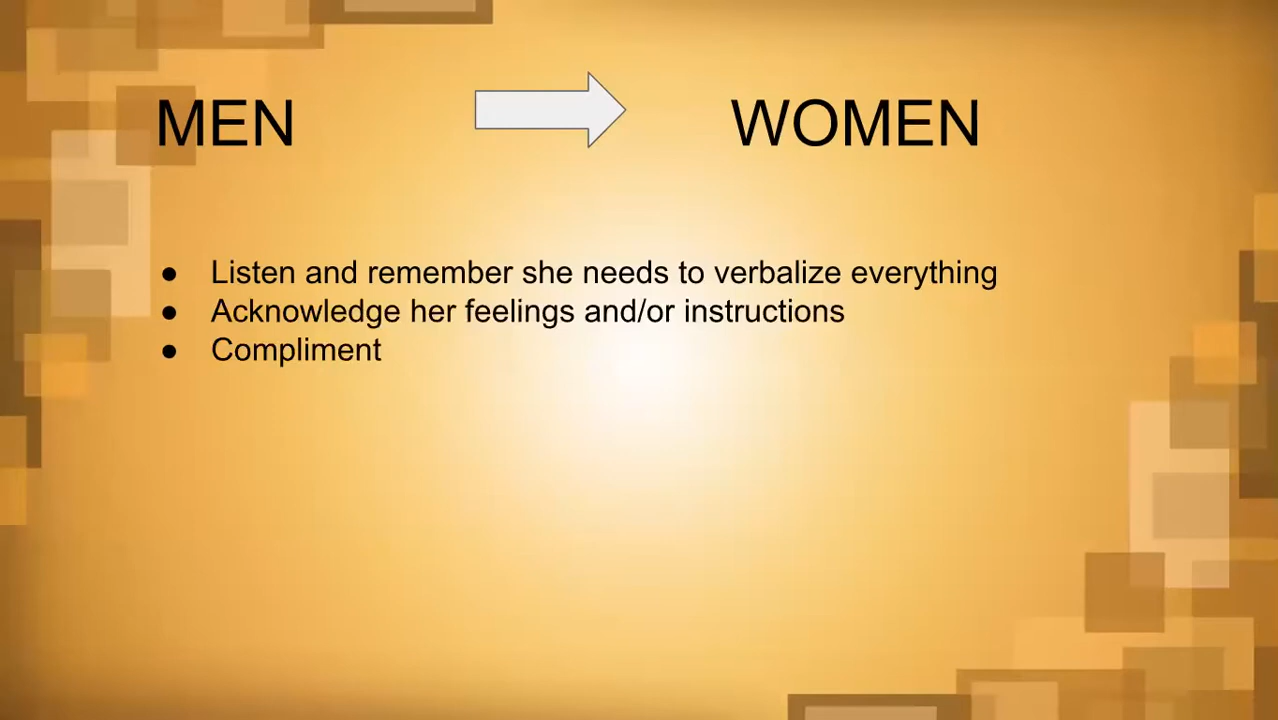 MEN WOMEN
● Listen and remember she needs to verbalize everything
● Acknowledge her feelings and/or instructions
● Compliment